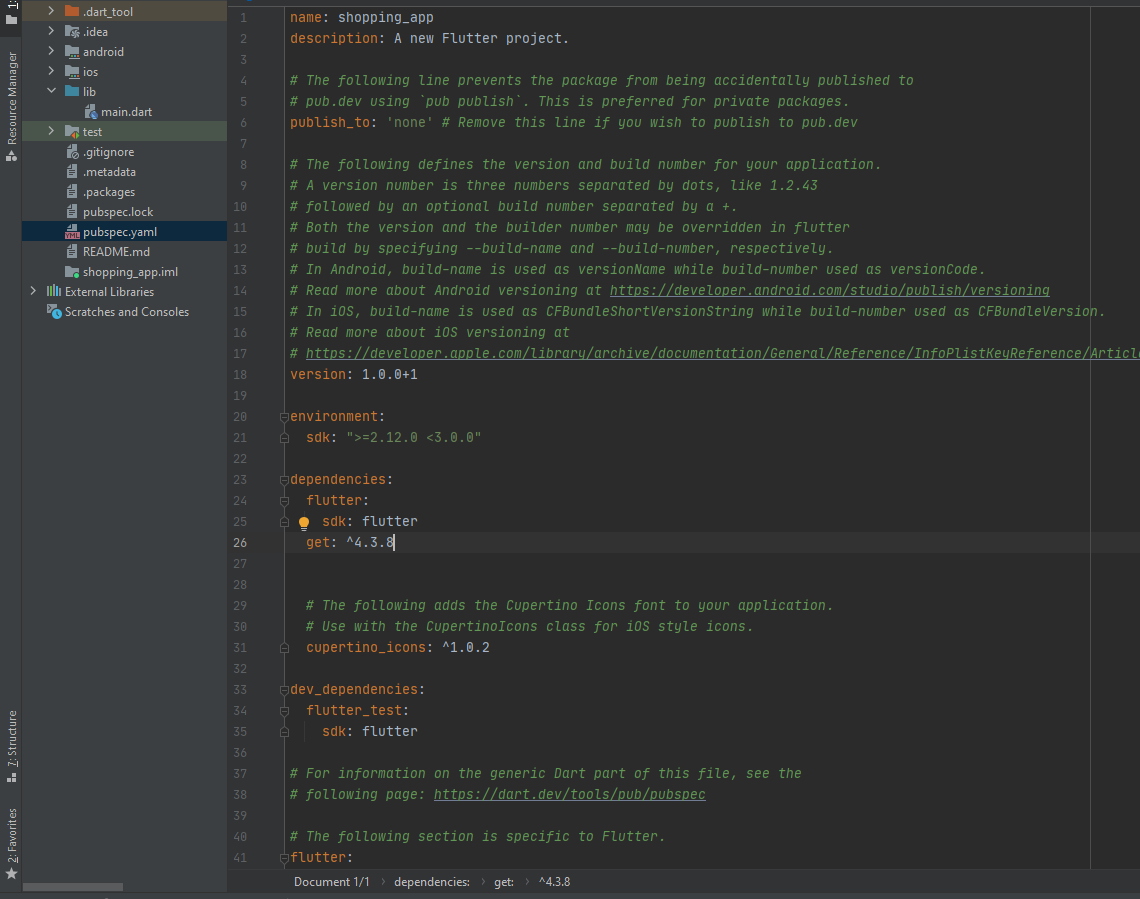 1:
Resource Manager
7: Structure
2: Favorites
.dart_tool
.idea
android
ios
lib
main.dart
test
.gitignore
.metadata
.packages
pubspec.lock
pubspec.yaml
README.md
shopping_app.iml
External Libraries
Scratches and Consoles
1 name: shopping_app
2 description: A new Flutter project.
3
4 # The following line prevents the package from being accidentally published to
5 # pub.dev using `pub publish`. This is preferred for private packages.
6 publish_to: 'none' # Remove this line if you wish to publish to pub.dev
7
8 # The following defines the version and build number for your application.
9 # A version number is three numbers separated by dots, like 1.2.43
10 # followed by an optional build number separated by a +.
11 # Both the version and the builder number may be overridden in flutter
12 # build by specifying --build-name and --build-number, respectively.
13 # In Android, build-name is used as versionName while build-number used as versionCode.
14 # Read more about Android versioning at https://developer.android.com/studio/publish/versioning
15 # In iOS, build-name is used as CFBundleShortVersionString while build-number used as CFBundleVersion.
16 # Read more about iOS versioning at
17 # https://developer.apple.com/library/archive/documentation/General/Reference/InfoPlistKeyReference/Articl
18 version: 1.0.0+1
19
20 environment:
21 sdk: ">=2.12.0 <3.0.0"
22
23 dependencies:
24 flutter:
25 sdk: flutter
26 get: ^4.3.8
27
28
29 # The following adds the Cupertino Icons font to your application.
30 # Use with the CupertinoIcons class for iOS style icons.
31 cupertino_icons: ^1.0.2
32
33 dev_dependencies:
34 flutter_test:
35 sdk: flutter
36
37 # For information on the generic Dart part of this file, see the
38 # following page: https://dart.dev/tools/pub/pubspec
39
40 # The following section is specific to Flutter.
41 flutter:
Document 1/1 › dependencies: › get: › ^4.3.8